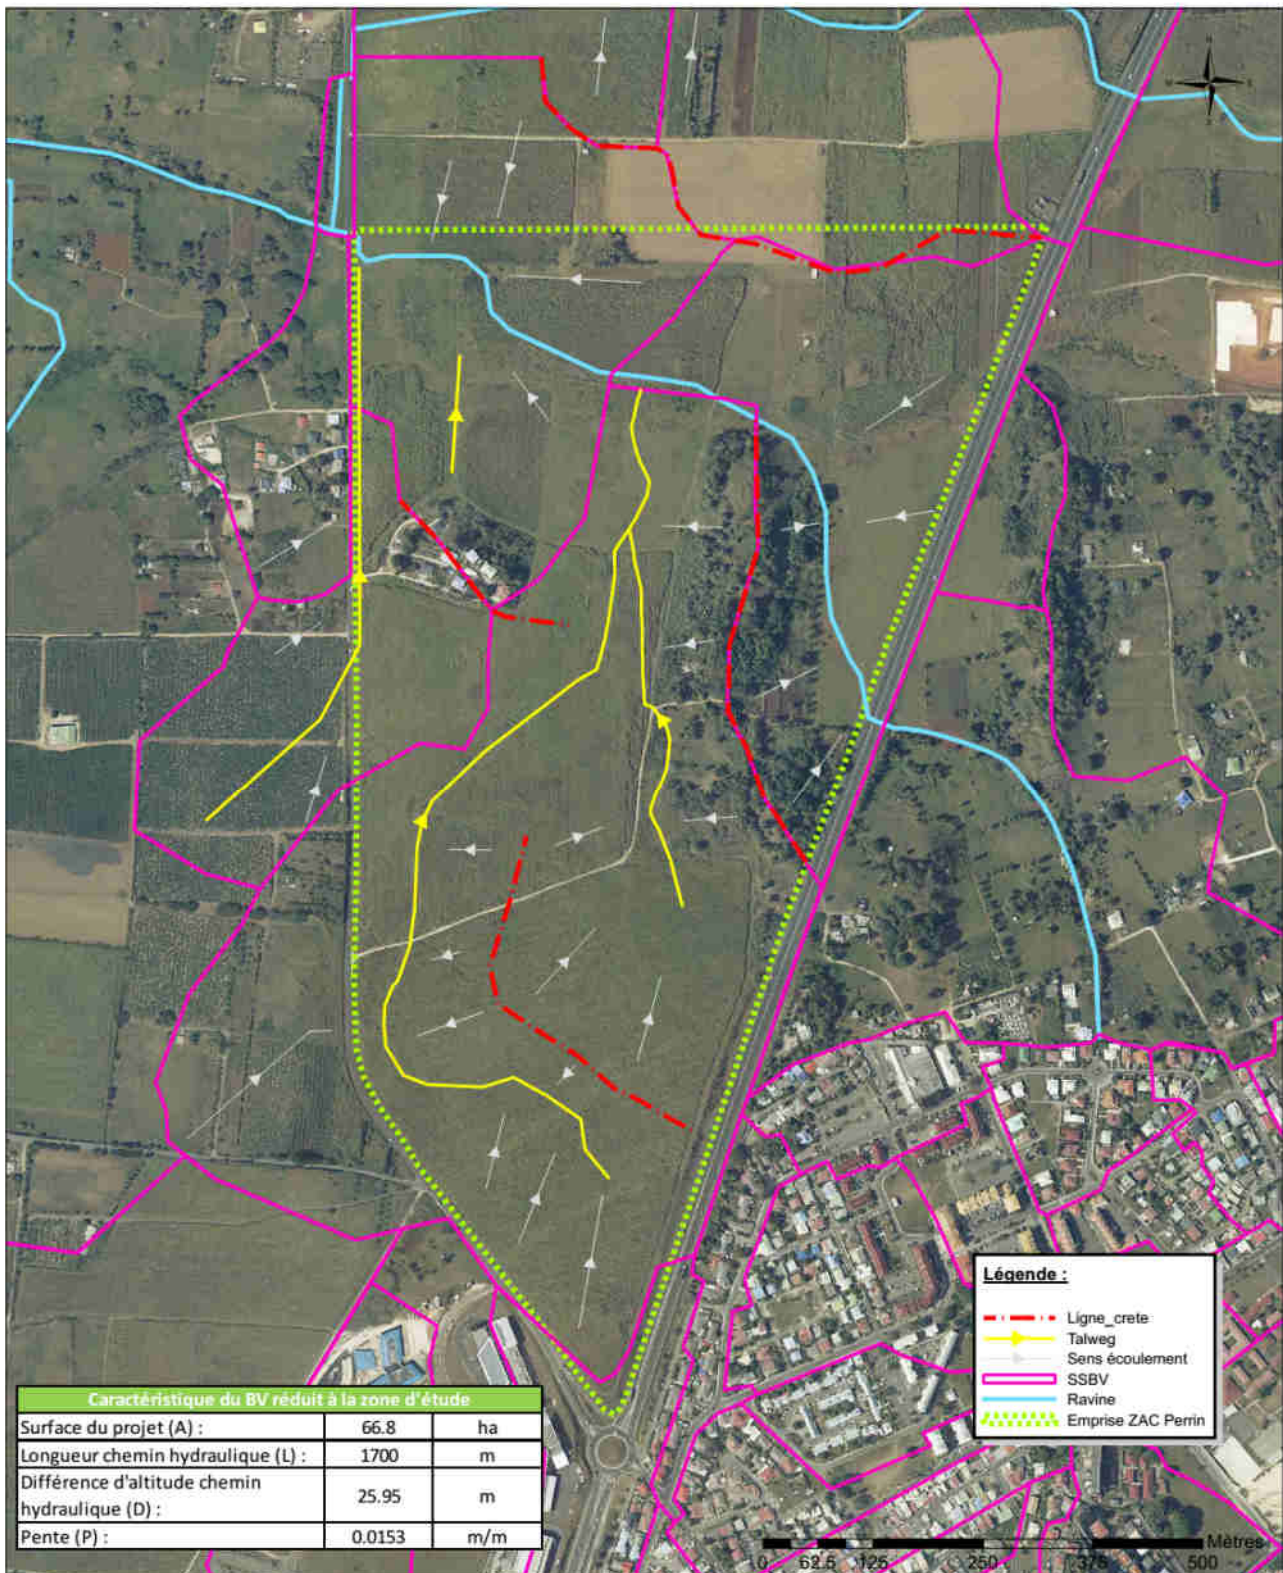 N
Légende :
Ligne_crete
Talweg
Sens écoulement
SSBV
Ravine
Emprise ZAC Perrin
Caractéristique du BV réduit à la zone d'étude
Surface du projet (A) : 66.8 ha
Longueur chemin hydraulique (L) : 1700 m
Différence d'altitude chemin
hydraulique (D) : 25.95 m
Pente (P) : 0.0153 m/m
Mètres
0 62.5 125 250 375 500